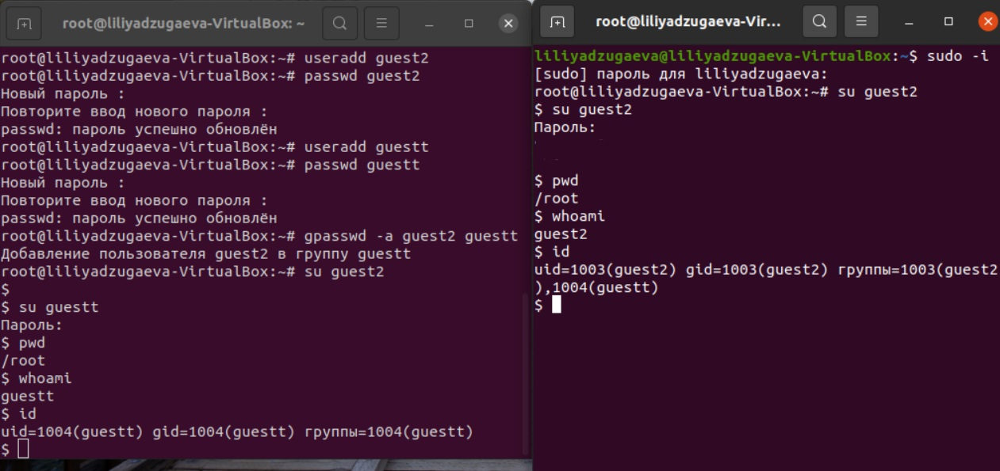 root@liliyadzugaeva-VirtualBox: ~
root@liliyadzugaeva-VirtualBox:~# useradd guest2
root@liliyadzugaeva-VirtualBox:~# passwd guest2
Новый пароль :
Повторите ввод нового пароля :
passwd: пароль успешно обновлён
root@liliyadzugaeva-VirtualBox:~# useradd guestt
root@liliyadzugaeva-VirtualBox:~# passwd guestt
Новый пароль :
Повторите ввод нового пароля :
passwd: пароль успешно обновлён
root@liliyadzugaeva-VirtualBox:~# gpasswd -a guest2 guestt
Добавление пользователя guest2 в группу guestt
root@liliyadzugaeva-VirtualBox:~# su guest2
$
$ su guestt
Пароль:
$ pwd
/root
$ whoami
guestt
$ id
uid=1004(guestt) gid=1004(guestt) группы=1004(guestt)
$
root@liliyadzugaeva-Vir...
liliyadzugaeva@liliyadzugaeva-VirtualBox:~$ sudo -i
[sudo] пароль для liliyadzugaeva:
root@liliyadzugaeva-VirtualBox:~# su guest2
$ su guest2
Пароль:
$ pwd
/root
$ whoami
guest2
$ id
uid=1003(guest2) gid=1003(guest2) группы=1003(guest2
),1004(guestt)
$